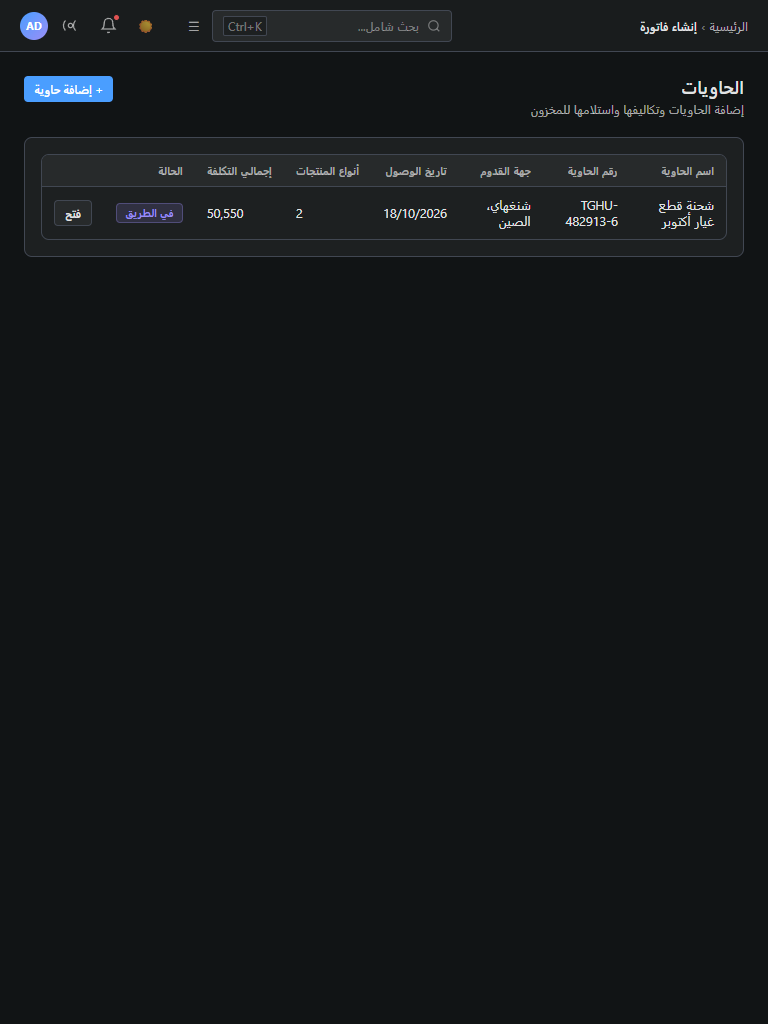 الرئيسية › إنشاء فاتورة
بحث شامل... Ctrl+K
☰
AD
الحاويات
إضافة الحاويات وتكاليفها واستلامها للمخزون
+ إضافة حاوية
اسم الحاوية رقم الحاوية جهة القدوم تاريخ الوصول أنواع المنتجات إجمالي التكلفة الحالة
شحنة قطع
غيار أكتوبر
TGHU-
482913-6
شنغهاي،
الصين
18/10/2026
2
50,550
في الطريق
فتح